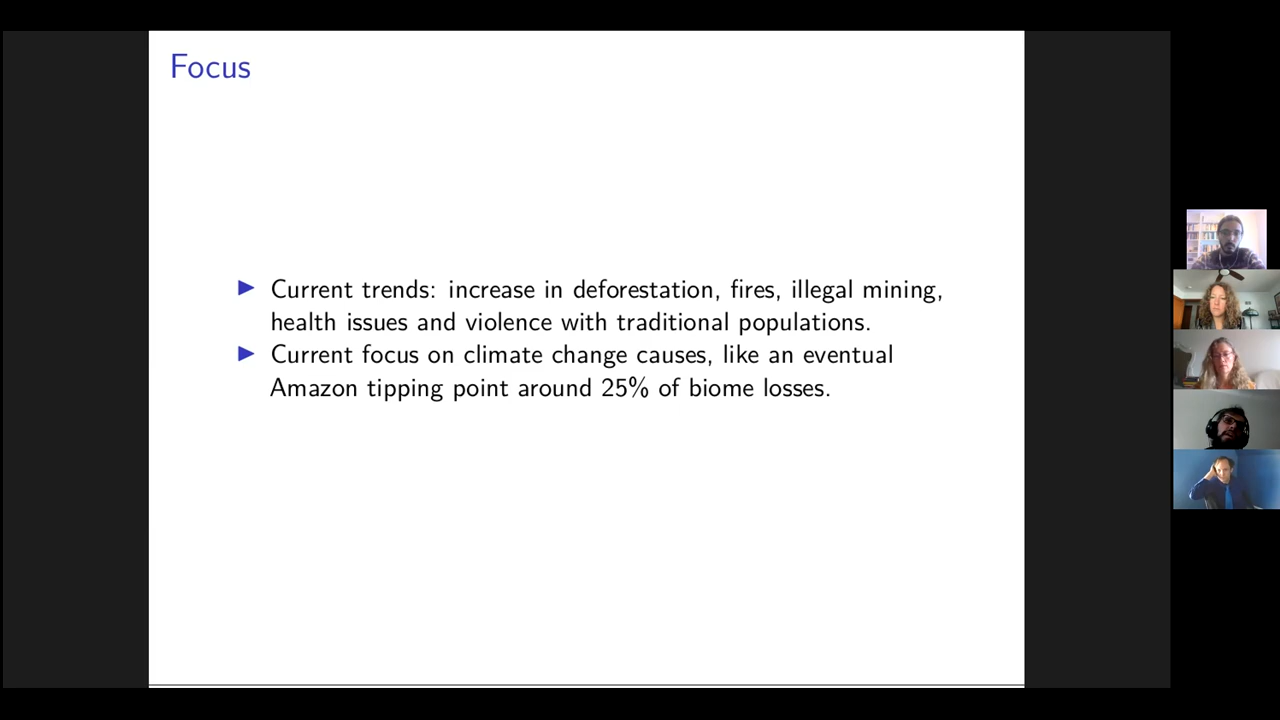 Focus
▶ Current trends: increase in deforestation, fires, illegal mining,
health issues and violence with traditional populations.
▶ Current focus on climate change causes, like an eventual
Amazon tipping point around 25% of biome losses.